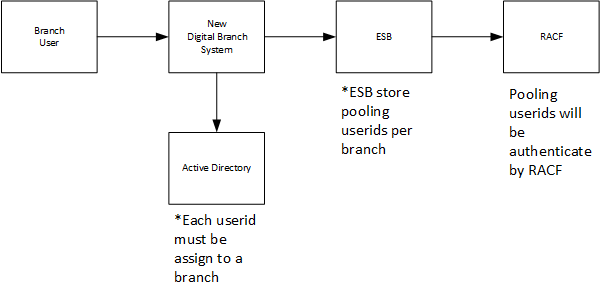 Branch
User
New
Digital Branch
System
ESB
RACF
*ESB store
pooling
userids per
branch
Pooling
userids will
be
authenticate
by RACF
Active Directory
*Each userid
must be
assign to a
branch